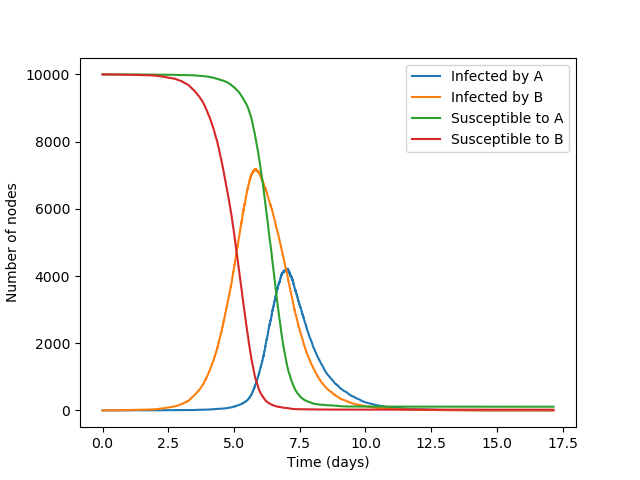 10000
8000
6000
4000
2000
0
Number of nodes
0.0 2.5 5.0 7.5 10.0 12.5 15.0 17.5
Time (days)
Infected by A
Infected by B
Susceptible to A
Susceptible to B